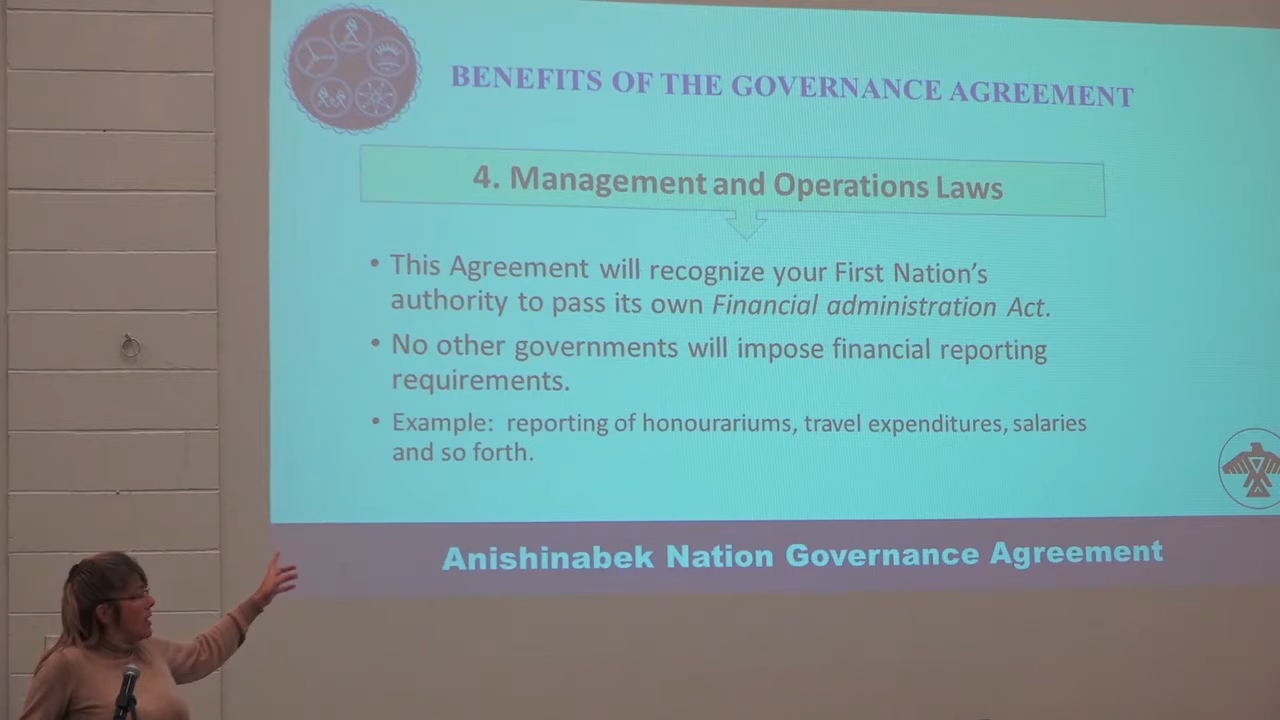 BENEFITS OF THE GOVERNANCE AGREEMENT
4. Management and Operations Laws
• This Agreement will recognize your First Nation's
authority to pass its own Financial administration Act.
• No other governments will impose financial reporting
requirements.
• Example: reporting of honourariums, travel expenditures, salaries
and so forth.
Anishinabek Nation Governance Agreement